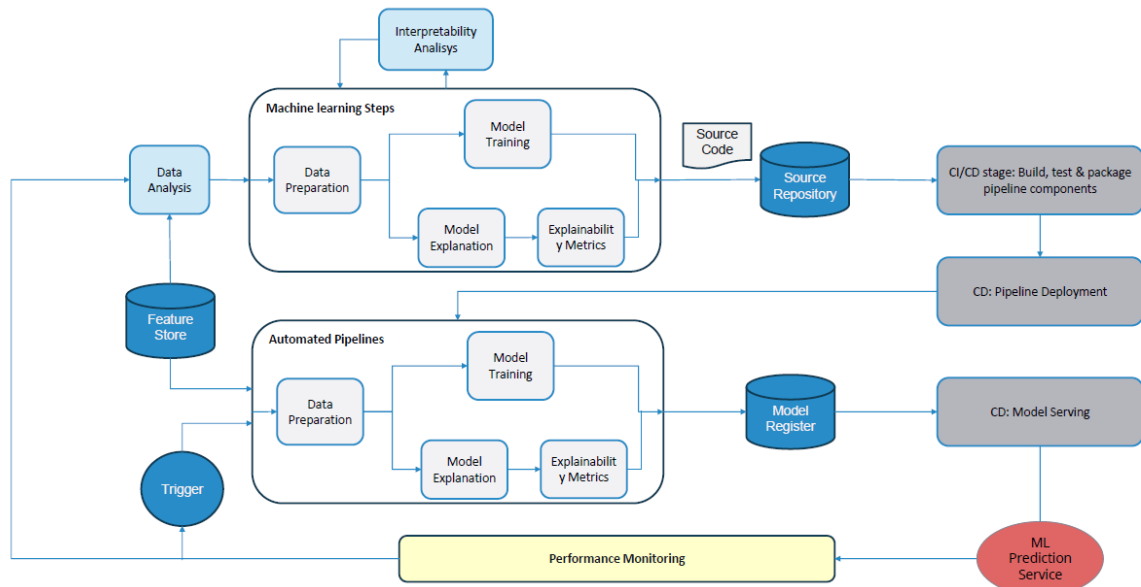 Interpretability
Analisys
Machine learning Steps
Model
Training
Source
Code
Data
Analysis
Data
Preparation
Source
Repository
CI/CD stage: Build, test & package
pipeline components
Model
Explanation
Explainabilit
y Metrics
Feature
Store
CD: Pipeline Deployment
Automated Pipelines
Model
Training
Data
Preparation
Model
Register
CD: Model Serving
Model
Explanation
Explainabilit
y Metrics
Trigger
Performance Monitoring
ML
Prediction
Service